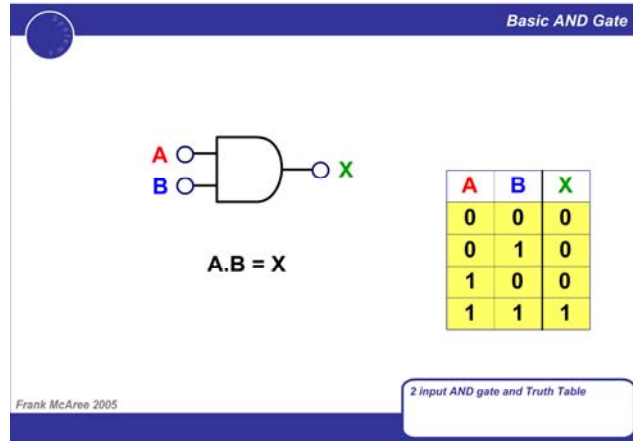 Basic AND Gate
A
B
X
A.B = X
A B X
0 0 0
0 1 0
1 0 0
1 1 1
2 input AND gate and Truth Table
Frank McAree 2005